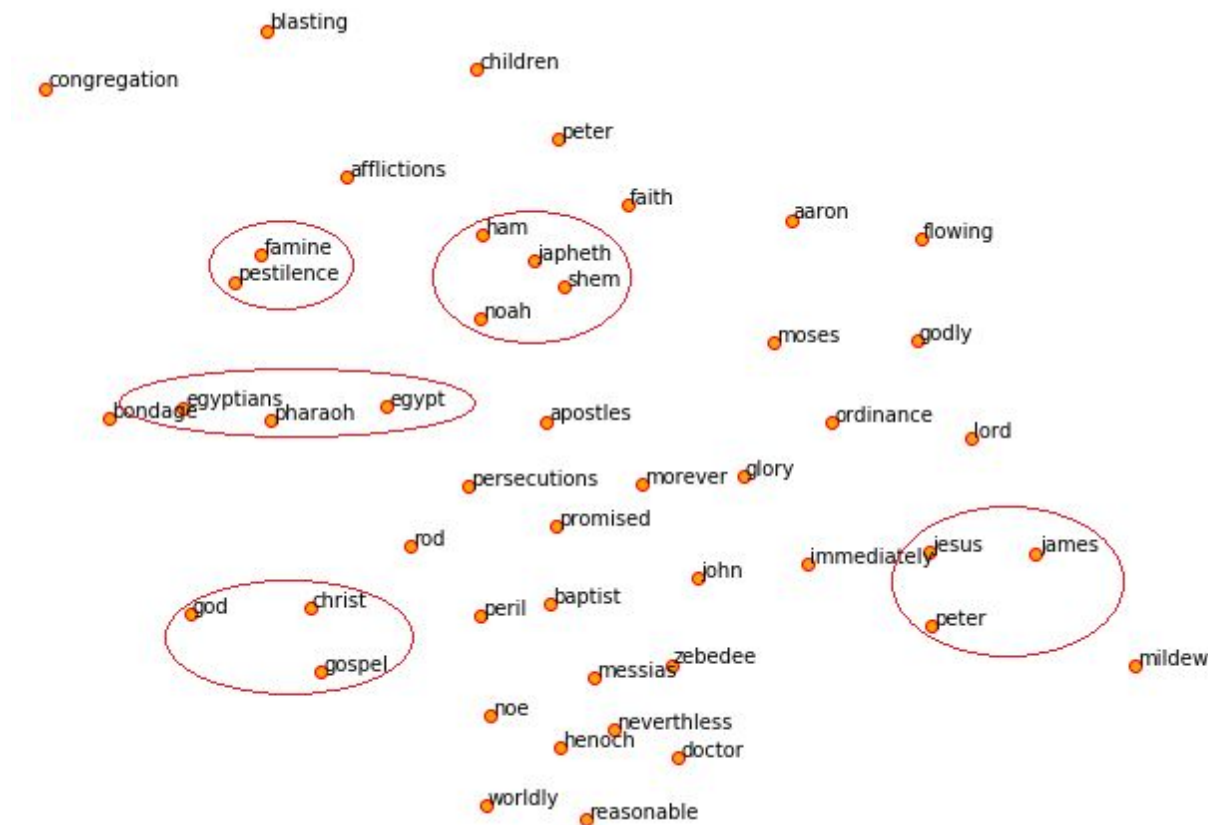 blasting
children
congregation
peter
afflictions
faith
aaron
flowing
ham
famine
japheth
pestilence
shem
noah
moses
godly
egyptians
egypt
bondage
pharaoh
apostles
ordinance
lord
persecutions
morever
glory
promised
rod
jesus
james
immediately
john
god
christ
peril
baptist
peter
gospel
messias
zebedee
mildew
noe
neverthless
henoch
doctor
worldly
reasonable